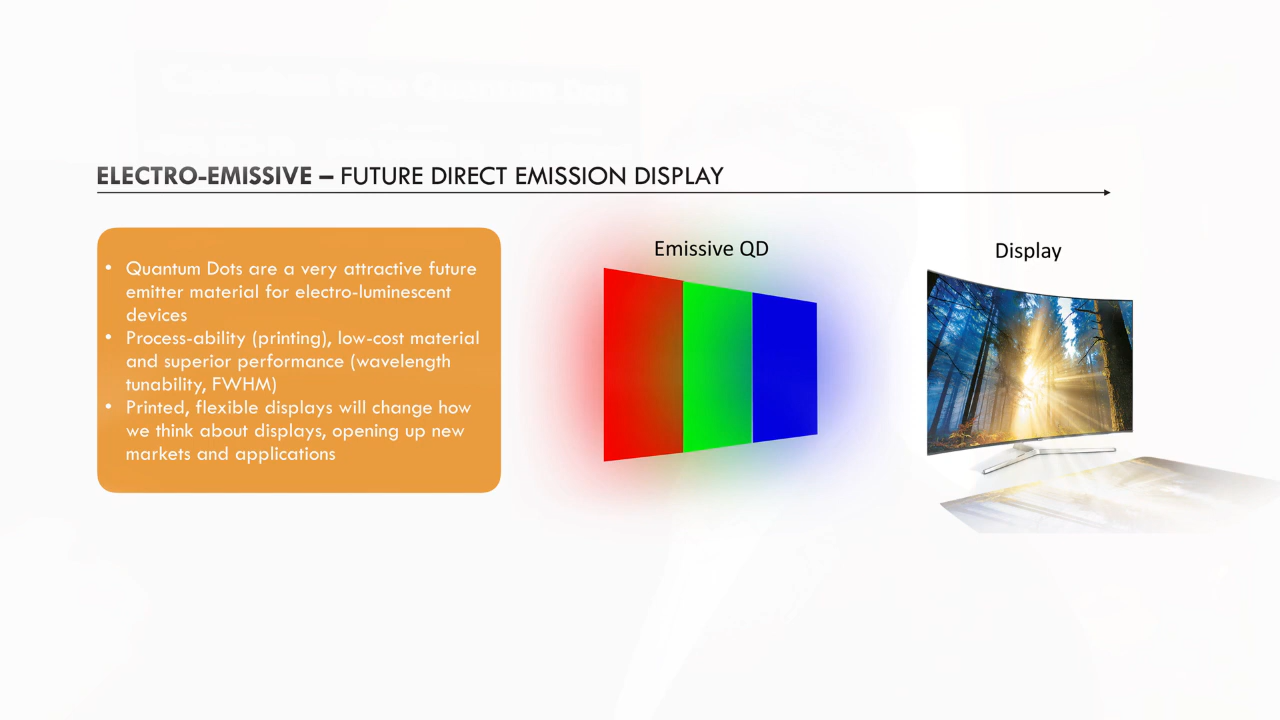 ELECTRO-EMISSIVE – FUTURE DIRECT EMISSION DISPLAY
• Quantum Dots are a very attractive future
emitter material for electro-luminescent
devices
• Process-ability (printing), low-cost material
and superior performance (wavelength
tunability, FWHM)
• Printed, flexible displays will change how
we think about displays, opening up new
markets and applications
Emissive QD
Display